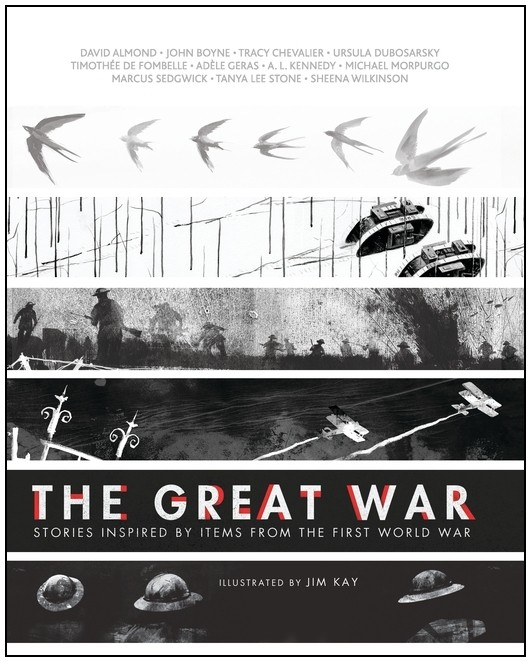 DAVID ALMOND • JOHN BOYNE • TRACY CHEVALIER • URSULA DUBOSARSKY
TIMOTHÉE DE FOMBELLE • ADÈLE GERAS • A. L. KENNEDY • MICHAEL MORPURGO
MARCUS SEDGWICK • TANYA LEE STONE • SHEENA WILKINSON
THE GREAT WAR
STORIES INSPIRED BY ITEMS FROM THE FIRST WORLD WAR
ILLUSTRATED BY JIM KAY